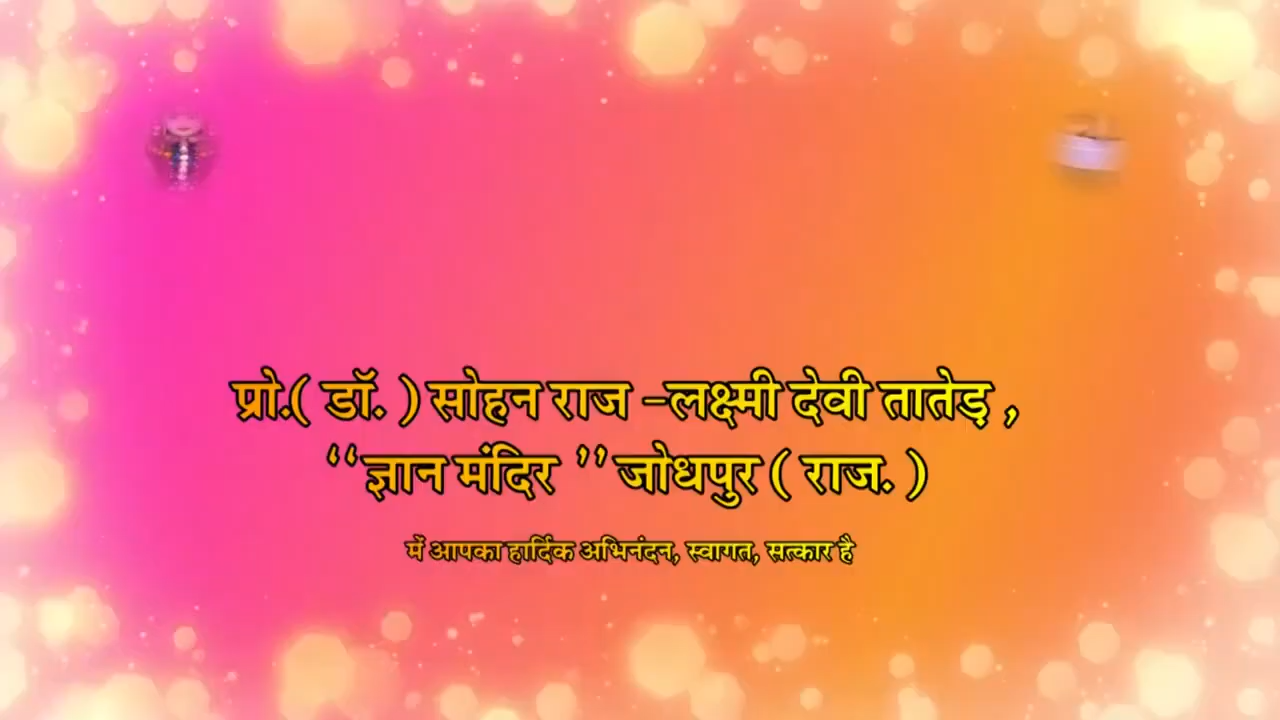 प्रो.( डॉ. ) सोहन राज -लक्ष्मी देवी तातेड़ ,
‘‘ ज्ञान मंदिर ’’ जोधपुर ( राज. )
में आपका हार्दिक अभिनंदन, स्वागत, सत्कार है